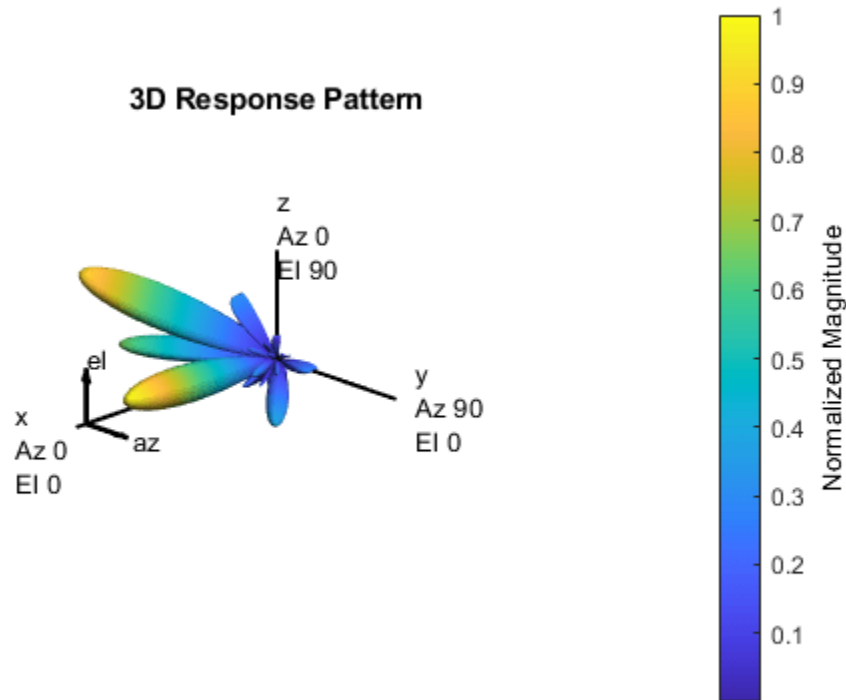 3D Response Pattern
z
Az 0
El 90
el
x
Az 0
El 0
az
y
Az 90
El 0
1
0.9
0.8
0.7
0.6
0.5
0.4
0.3
0.2
0.1
Normalized Magnitude